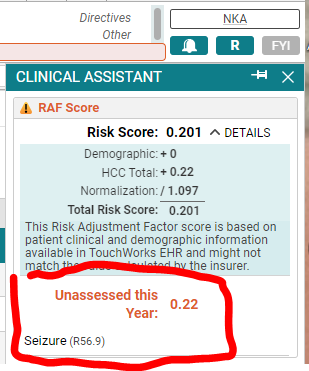 Directives
Other
NKA
R
FYI
CLINICAL ASSISTANT
RAF Score
Risk Score: 0.201 DETAILS
Demographic: + 0
HCC Total: + 0.22
Normalization: / 1.097
Total Risk Score: 0.201
This Risk Adjustment Factor score is based on
patient clinical and demographic information
available in TouchWorks EHR and might not
match the value calculated by the insurer.
Unassessed this
Year: 0.22
Seizure (R56.9)